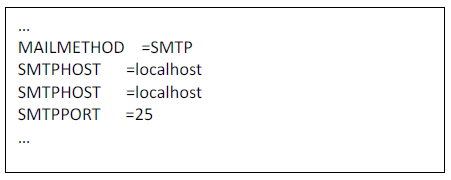 ...
MAILMETHOD =SMTP
SMTPHOST =localhost
SMTPHOST =localhost
SMTPPORT =25
...